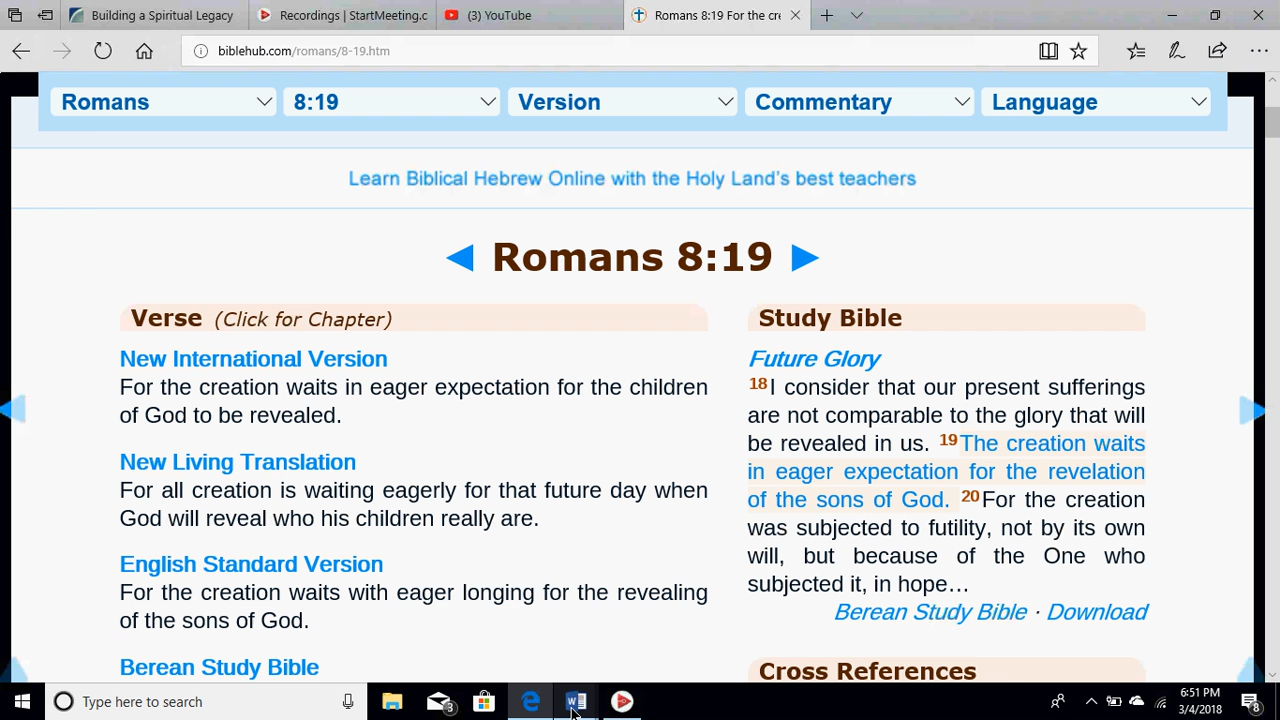 Building a Spiritual Legacy
Recordings | StartMeeting.c
(5) YouTube
Romans 8:19 For the cre
biblehub.com/romans/8-19.htm
Romans
8:19
Version
Commentary
Language
Learn Biblical Hebrew Online with the Holy Land's best teachers
Romans 8:19
Verse (Click for Chapter)
New International Version
For the creation waits in eager expectation for the children
of God to be revealed.
New Living Translation
For all creation is waiting eagerly for that future day when
God will reveal who his children really are.
English Standard Version
For the creation waits with eager longing for the revealing
of the sons of God.
Berean Study Bible
Study Bible
Future Glory
18I consider that our present sufferings
are not comparable to the glory that will
be revealed in us. 19The creation waits
in eager expectation for the revelation
of the sons of God. 20For the creation
was subjected to futility, not by its own
will, but because of the One who
subjected it, in hope…
Berean Study Bible · Download
Cross References
Type here to search
3
6:51 PM
3/4/2018
8